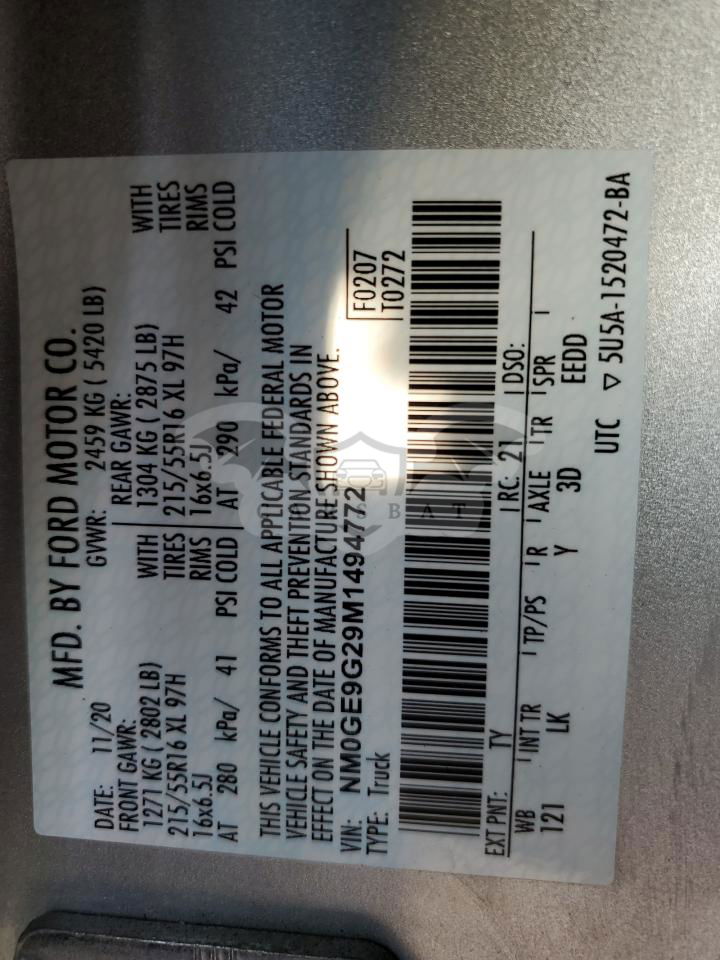 MFD. BY FORD MOTOR CO.
DATE: 11/20 GVWR: 2459 KG ( 5420 LB)
FRONT GAWR: REAR GAWR:
1271 KG ( 2802 LB) WITH 1304 KG ( 2875 LB) WITH
215/55R16 XL 97H TIRES 215/55R16 XL 97H TIRES
16x6.5J RIMS 16x6.5J RIMS
AT 280 kPa/ 41 PSI COLD AT 290 kPa/ 42 PSI COLD
THIS VEHICLE CONFORMS TO ALL APPLICABLE FEDERAL MOTOR
VEHICLE SAFETY AND THEFT PREVENTION STANDARDS IN
EFFECT ON THE DATE OF MANUFACTURE SHOWN ABOVE.
VIN: NM0GE9G29M1494772 F0207
TYPE: Truck T0272
EXT PNT: TY RC: 21 DSO:
WB INT TR TP/PS R AXLE TR SPR
121 LK Y 3D EEDD
UTC ▽ 5U5A-1520472-BA